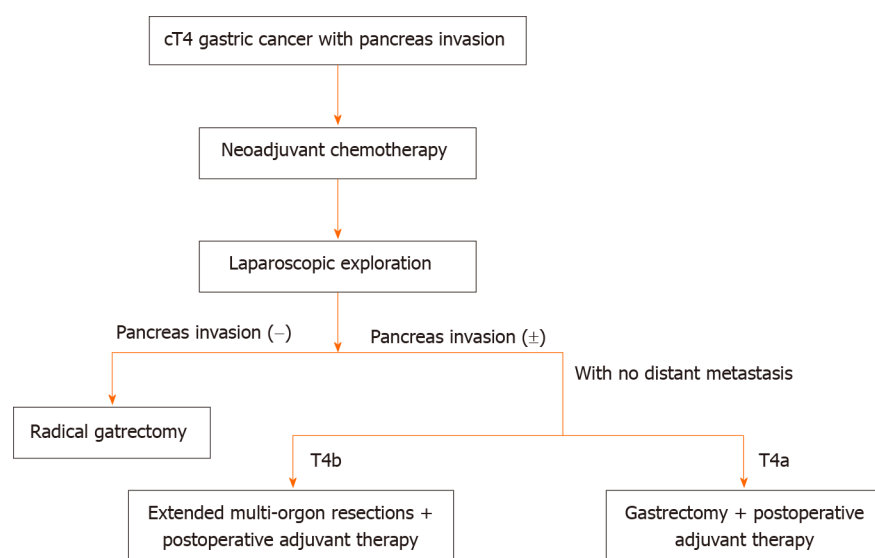 cT4 gastric cancer with pancreas invasion
Neoadjuvant chemotherapy
Laparoscopic exploration
Pancreas invasion (−)
Pancreas invasion (±)
With no distant metastasis
Radical gatrectomy
T4b
T4a
Extended multi-orgon resections +
postoperative adjuvant therapy
Gastrectomy + postoperative
adjuvant therapy